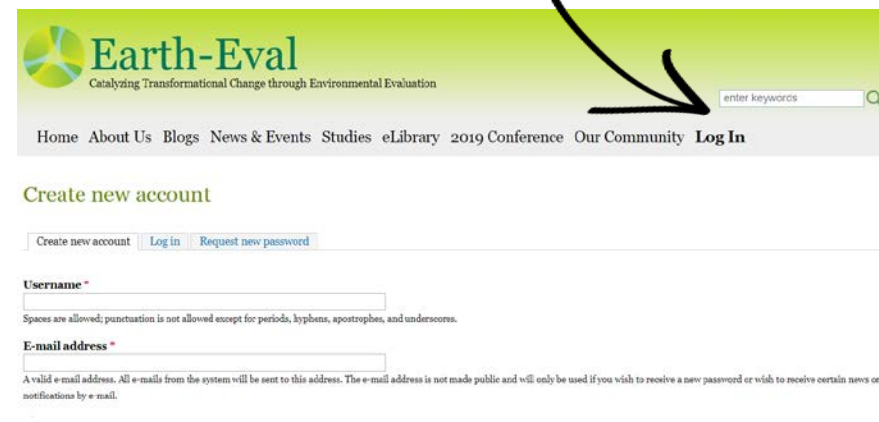 Earth-Eval
Catalyzing Transformational Change through Environmental Evaluation
enter keywords
Home About Us Blogs News & Events Studies eLibrary 2019 Conference Our Community Log In
Create new account
Create new account Log in Request new password
Username *
Spaces are allowed; punctuation is not allowed except for periods, hyphens, apostrophes, and underscores.
E-mail address *
A valid e-mail address. All e-mails from the system will be sent to this address. The e-mail address is not made public and will only be used if you wish to receive a new password or wish to receive certain news or
notifications by e-mail.